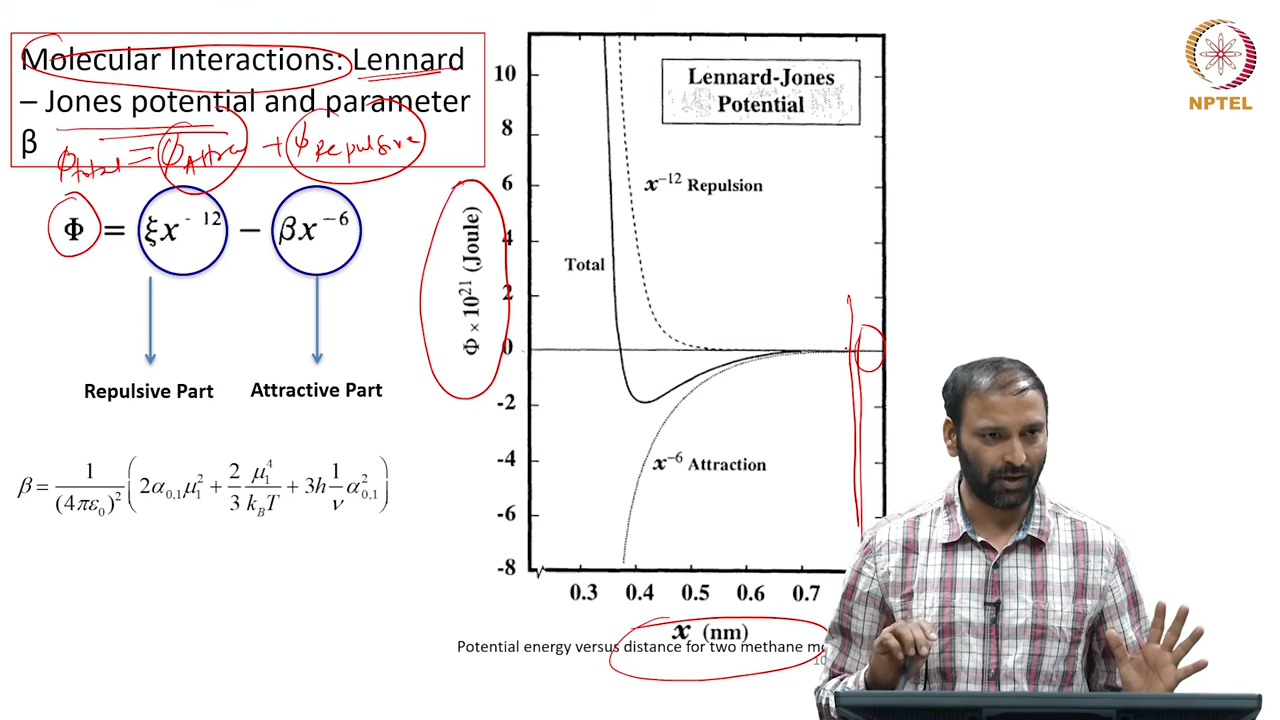 Molecular Interactions: Lennard
– Jones potential and parameter
β
ϕtotal = ϕAttra + ϕRepulsive
Φ = ξx⁻¹² − βx⁻⁶
Repulsive Part
Attractive Part
β = 1/(4πε₀)² (2α₀,₁μ₁² + 2/3 μ₁⁴/k_BT + 3h 1/ν α²₀,₁)
Lennard-Jones
Potential
x⁻¹² Repulsion
Total
x⁻⁶ Attraction
Φ × 10²¹ (Joule)
10
8
6
4
2
0
-2
-4
-6
-8
0.3 0.4 0.5 0.6 0.7
x (nm)
Potential energy versus distance for two methane
NPTEL